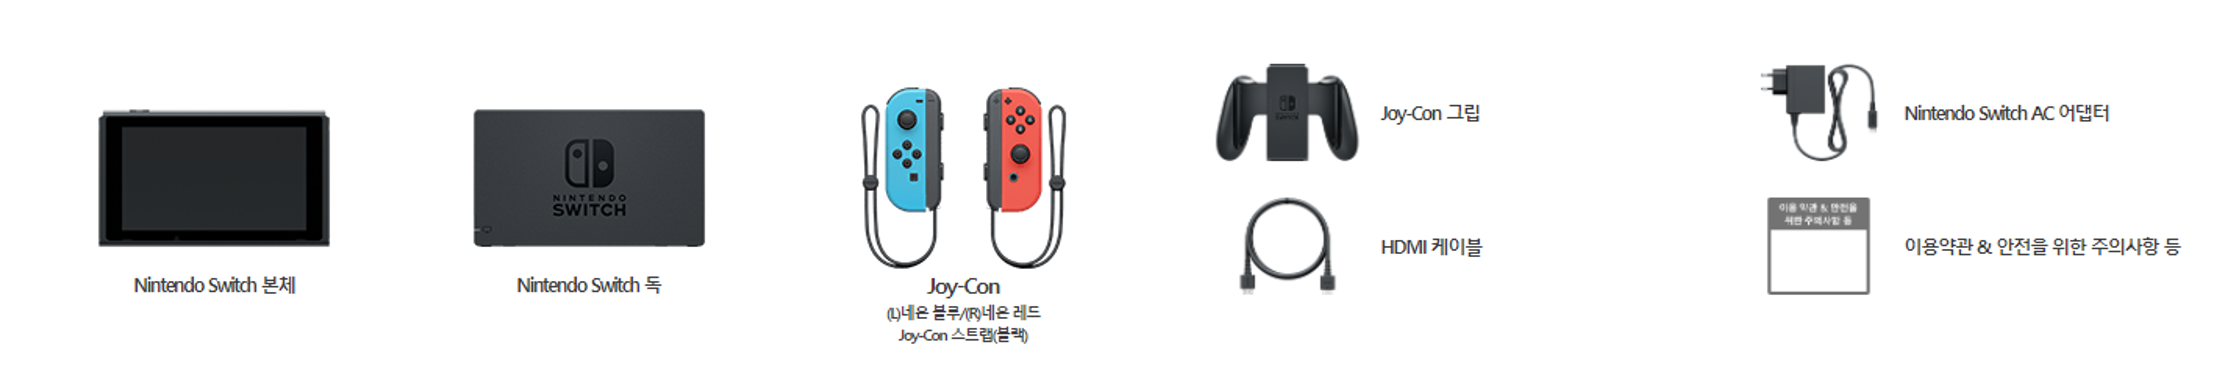 Nintendo Switch 본체
NINTENDO
SWITCH
Nintendo Switch 독
Joy-Con
(L)네온 블루/(R)네온 레드
Joy-Con 스트랩(블랙)
Joy-Con 그립
HDMI 케이블
Nintendo Switch AC 어댑터
이용 약관 & 안전을
위한 주의사항 등
이용약관 & 안전을 위한 주의사항 등